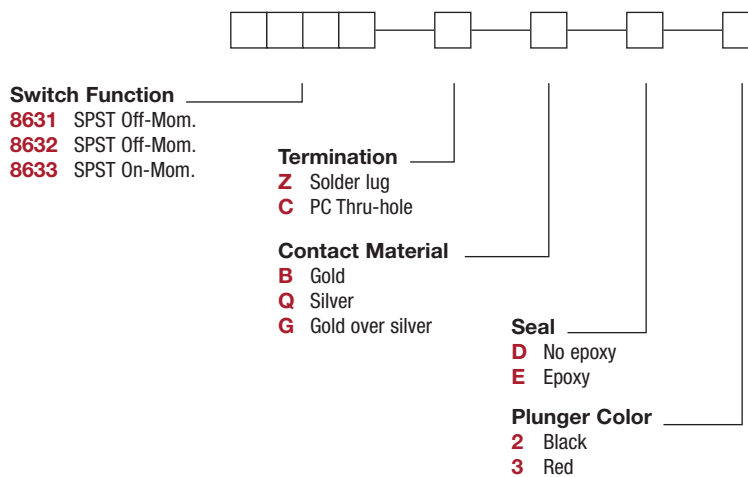 Switch Function
8631 SPST Off-Mom.
8632 SPST Off-Mom.
8633 SPST On-Mom.
Termination
Z Solder lug
C PC Thru-hole
Contact Material
B Gold
Q Silver
G Gold over silver
Seal
D No epoxy
E Epoxy
Plunger Color
2 Black
3 Red